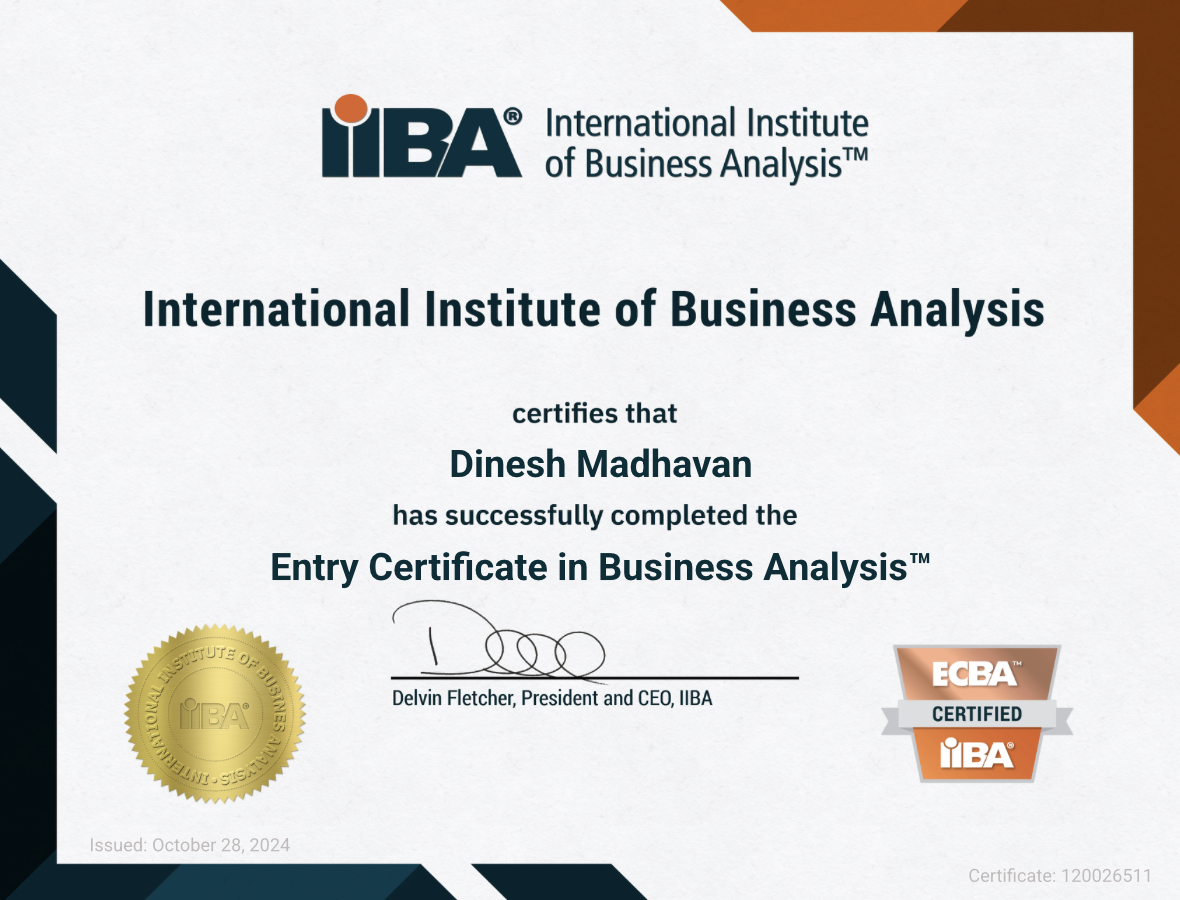 iiBA®
International Institute
of Business Analysis™
International Institute of Business Analysis
certifies that
Dinesh Madhavan
has successfully completed the
Entry Certificate in Business Analysis™
Delvin Fletcher, President and CEO, IIBA
INTERNATIONAL INSTITUTE OF BUSINES ANALYSIS •
iiBA®
ECBA™
CERTIFIED
iiBA®
Issued: October 28, 2024
Certificate: 120026511